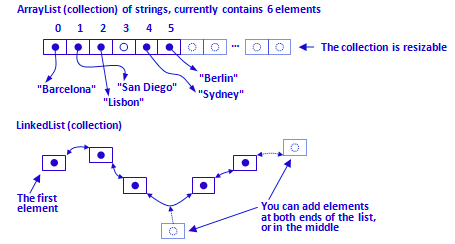 ArrayList (collection) of strings, currently contains 6 elements
0 1 2 3 4 5
... The collection is resizable
"Barcelona" "San Diego" "Berlin"
"Lisbon" "Sydney"
LinkedList (collection)
The first
element
You can add elements
at both ends of the list,
or in the middle